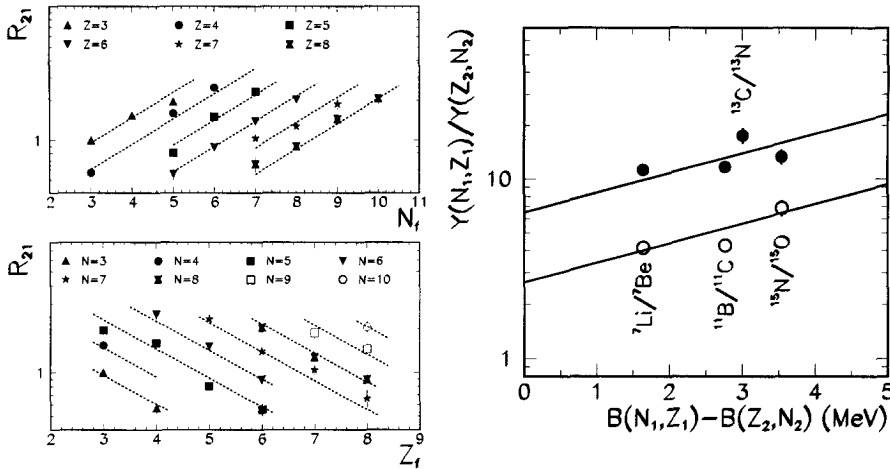 R21
Z=3 Z=4 Z=5
Z=6 Z=7 Z=8
1
2 3 4 5 6 7 8 9 10 11
Nf
R21
N=3 N=4 N=5 N=6
N=7 N=8 N=9 N=10
1
2 3 4 5 6 7 8 9
Zf
Y(N1,Z1)/Y(Z2,N2)
10
1
13C/13N
7Li/7Be
11B/11C
15N/15O
0 1 2 3 4 5
B(N1,Z1)−B(Z2,N2) (MeV)